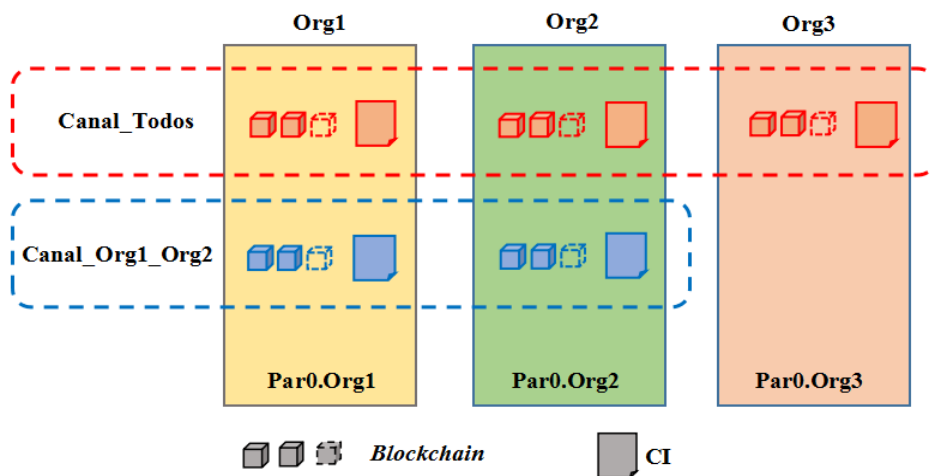 Org1
Org2
Org3
Canal_Todos
Canal_Org1_Org2
Par0.Org1
Par0.Org2
Par0.Org3
Blockchain
CI